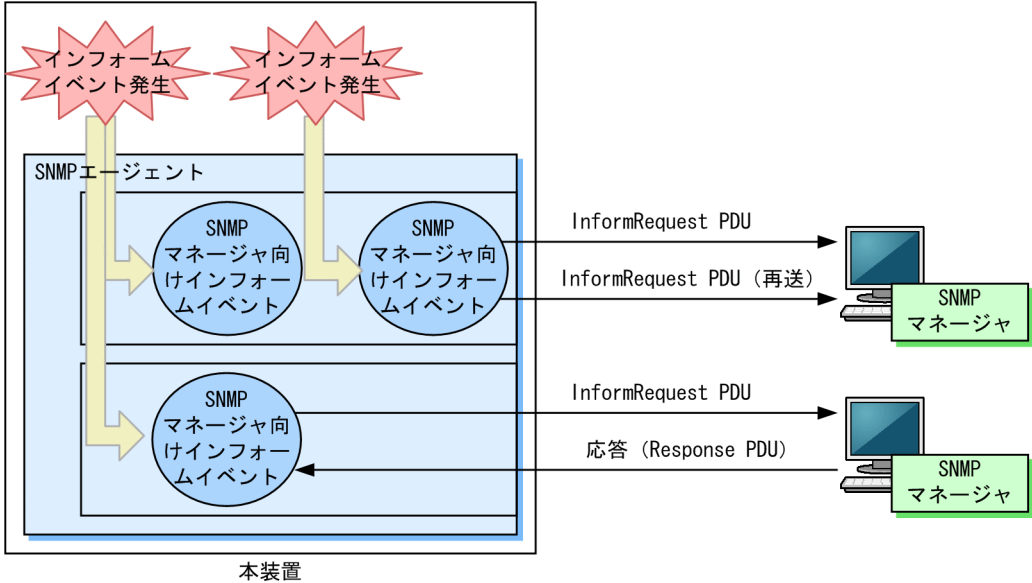 インフォーム
イベント発生
インフォーム
イベント発生
SNMPエージェント
SNMP
マネージャ向
けインフォー
ムイベント
SNMP
マネージャ向
けインフォー
ムイベント
InformRequest PDU
InformRequest PDU（再送）
SNMP
マネージャ
SNMP
マネージャ向
けインフォー
ムイベント
InformRequest PDU
応答（Response PDU）
SNMP
マネージャ
本装置